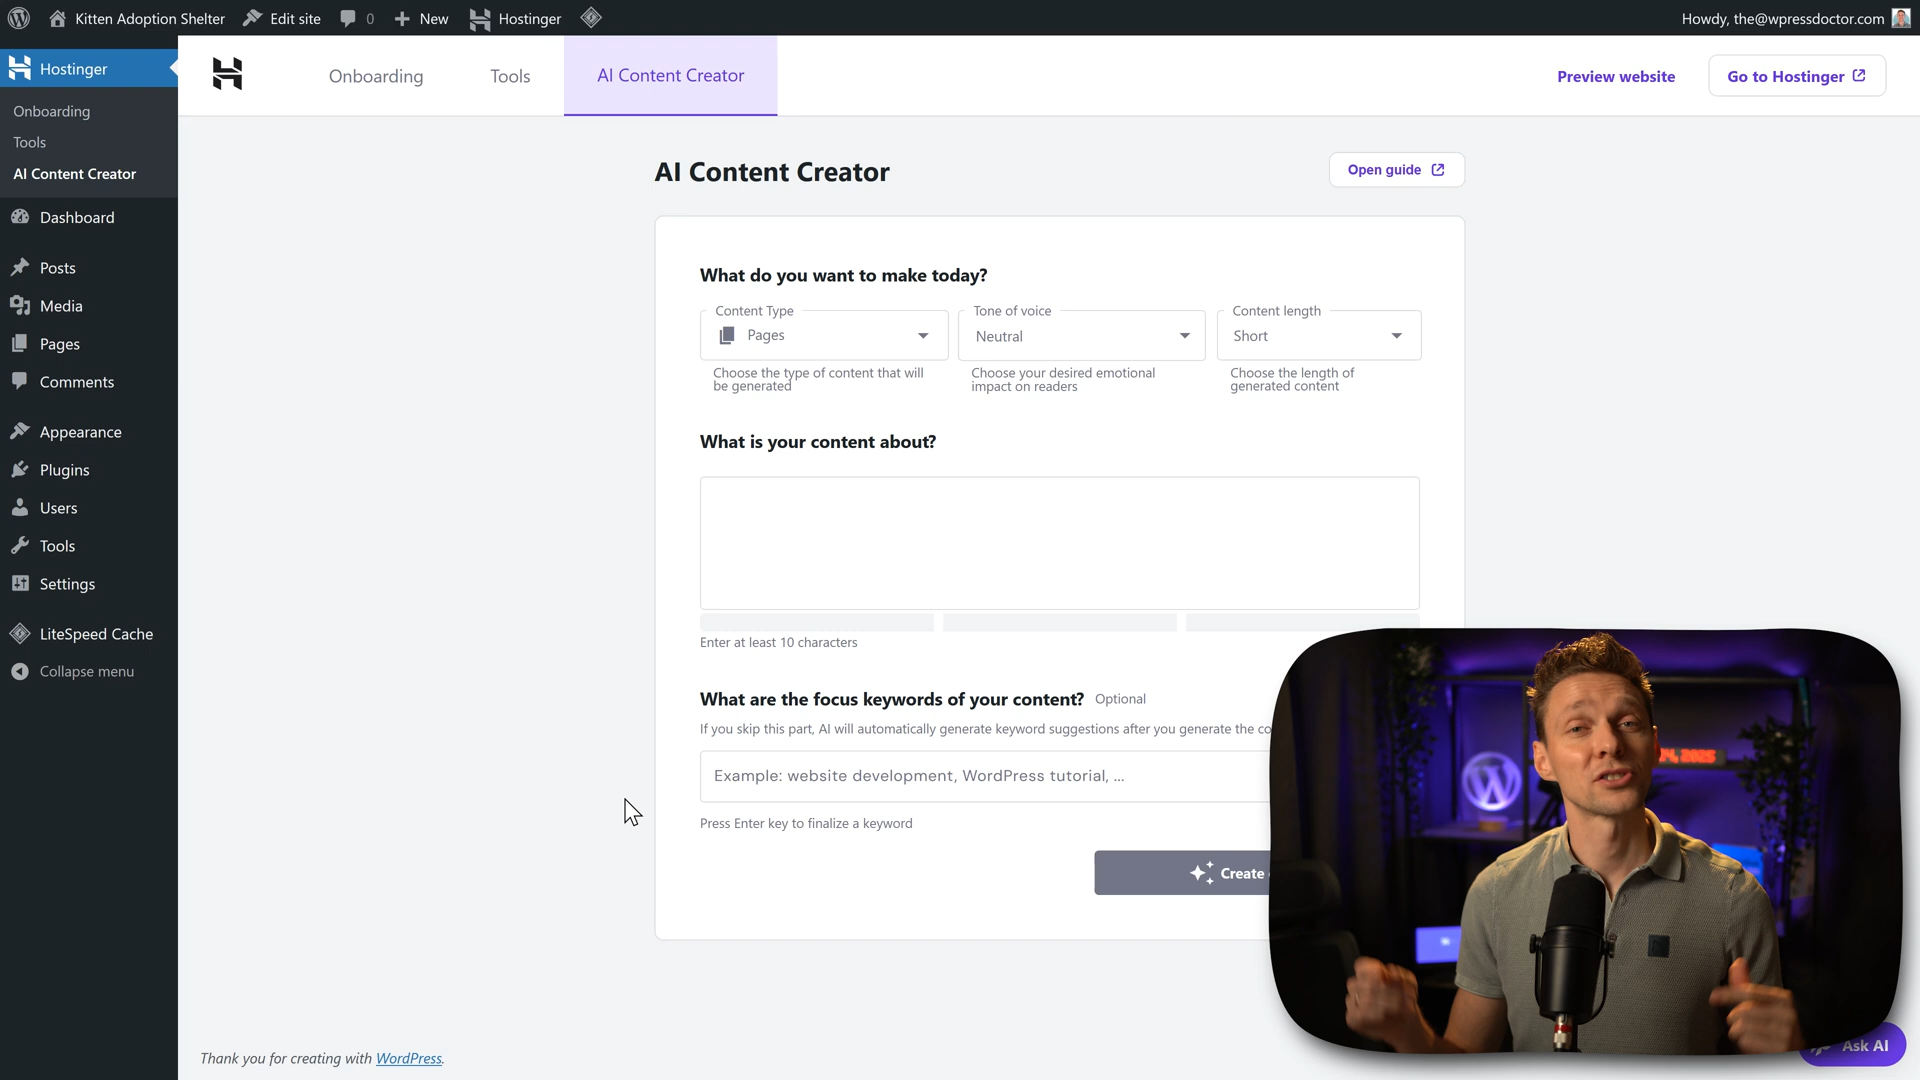 Kitten Adoption Shelter
Edit site
0
New
Hostinger
Howdy, the@wpressdoctor.com
Hostinger
Onboarding
Tools
AI Content Creator
Dashboard
Posts
Media
Pages
Comments
Appearance
Plugins
Users
Tools
Settings
LiteSpeed Cache
Collapse menu
Onboarding
Tools
AI Content Creator
Preview website
Go to Hostinger
AI Content Creator
Open guide
What do you want to make today?
Content Type
Pages
Choose the type of content that will
be generated
Tone of voice
Neutral
Choose your desired emotional
impact on readers
Content length
Short
Choose the length of
generated content
What is your content about?
Enter at least 10 characters
What are the focus keywords of your content? Optional
If you skip this part, AI will automatically generate keyword suggestions after you generate the co
Example: website development, WordPress tutorial, ...
Press Enter key to finalize a keyword
Create
Thank you for creating with WordPress.
Ask AI